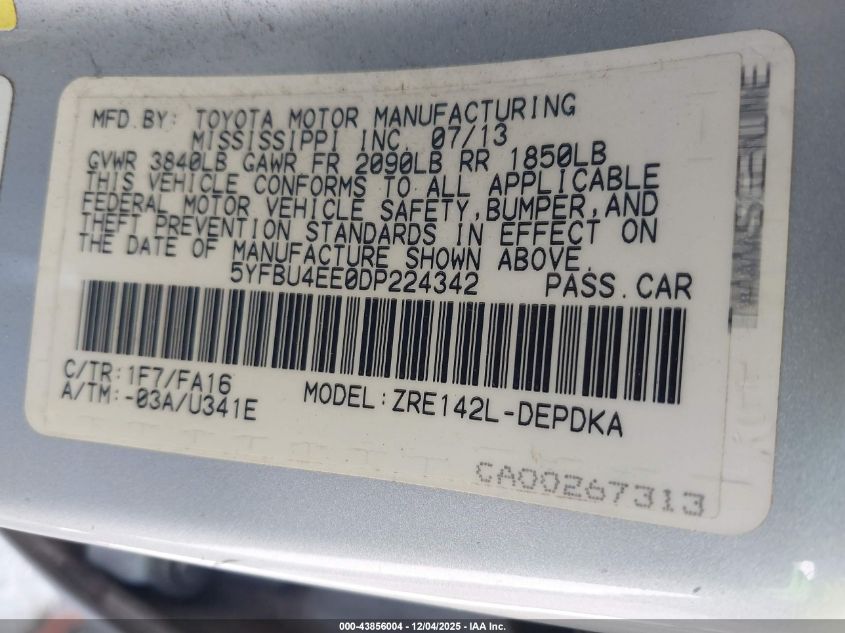 MFD.BY: TOYOTA MOTOR MANUFACTURING
MISSISSIPPI INC. 07/13
GVWR 3840LB GAWR FR 2090LB RR 1850LB
THIS VEHICLE CONFORMS TO ALL APPLICABLE
FEDERAL MOTOR VEHICLE SAFETY,BUMPER,AND
THEFT PREVENTION STANDARDS IN EFFECT ON
THE DATE OF MANUFACTURE SHOWN ABOVE.
5YFBU4EE0DP224342 PASS.CAR
C/TR:1F7/FA16
A/TM:-03A/U341E MODEL:ZRE142L-DEPDKA
CA00267313
000-43856004 — 12/04/2025 — IAA Inc.